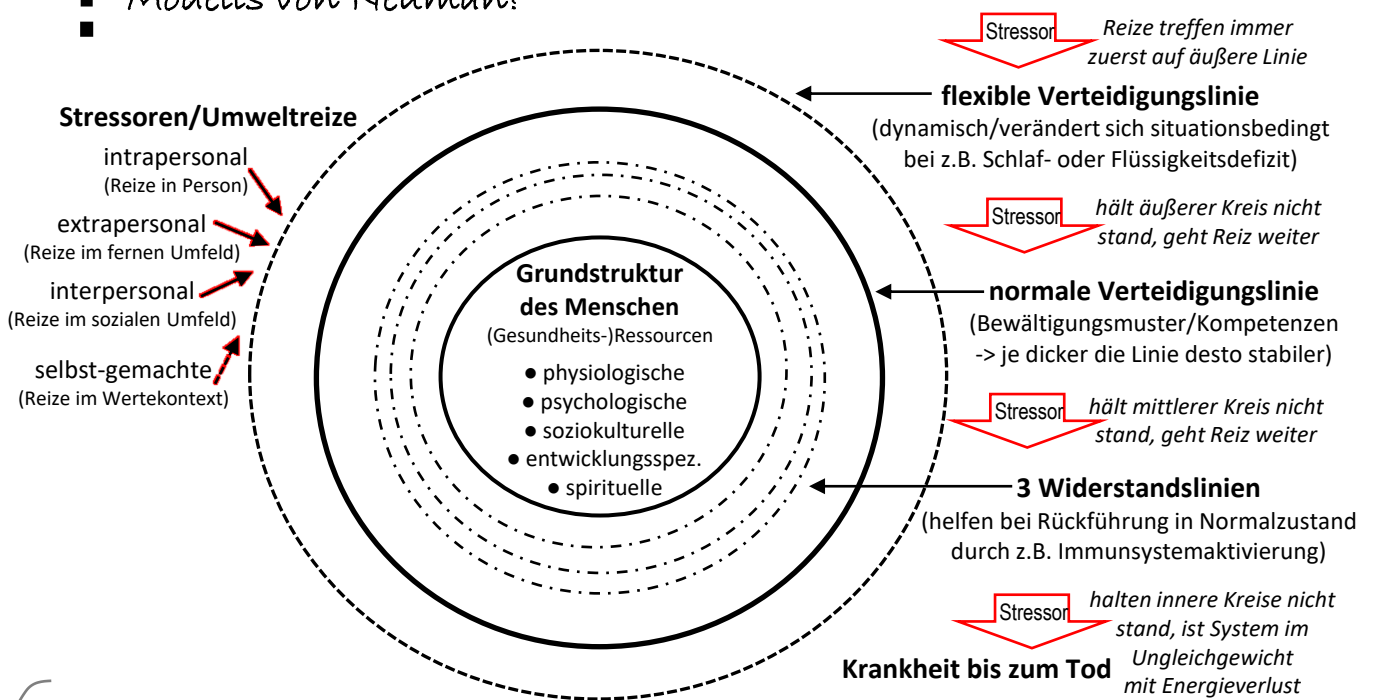 Modells von Neuman?
Stressoren/Umweltreize
intrapersonal
(Reize in Person)
extrapersonal
(Reize im fernen Umfeld)
interpersonal
(Reize im sozialen Umfeld)
selbst-gemachte
(Reize im Wertekontext)
Grundstruktur
des Menschen
(Gesundheits-)Ressourcen
● physiologische
● psychologische
● soziokulturelle
● entwicklungsspez.
● spirituelle
Stressor
Reize treffen immer
zuerst auf äußere Linie
flexible Verteidigungslinie
(dynamisch/verändert sich situationsbedingt
bei z.B. Schlaf- oder Flüssigkeitsdefizit)
Stressor
hält äußerer Kreis nicht
stand, geht Reiz weiter
normale Verteidigungslinie
(Bewältigungsmuster/Kompetenzen
-> je dicker die Linie desto stabiler)
Stressor
hält mittlerer Kreis nicht
stand, geht Reiz weiter
3 Widerstandslinien
(helfen bei Rückführung in Normalzustand
durch z.B. Immunsystemaktivierung)
Stressor
halten innere Kreise nicht
stand, ist System im
Ungleichgewicht
mit Energieverlust
Krankheit bis zum Tod